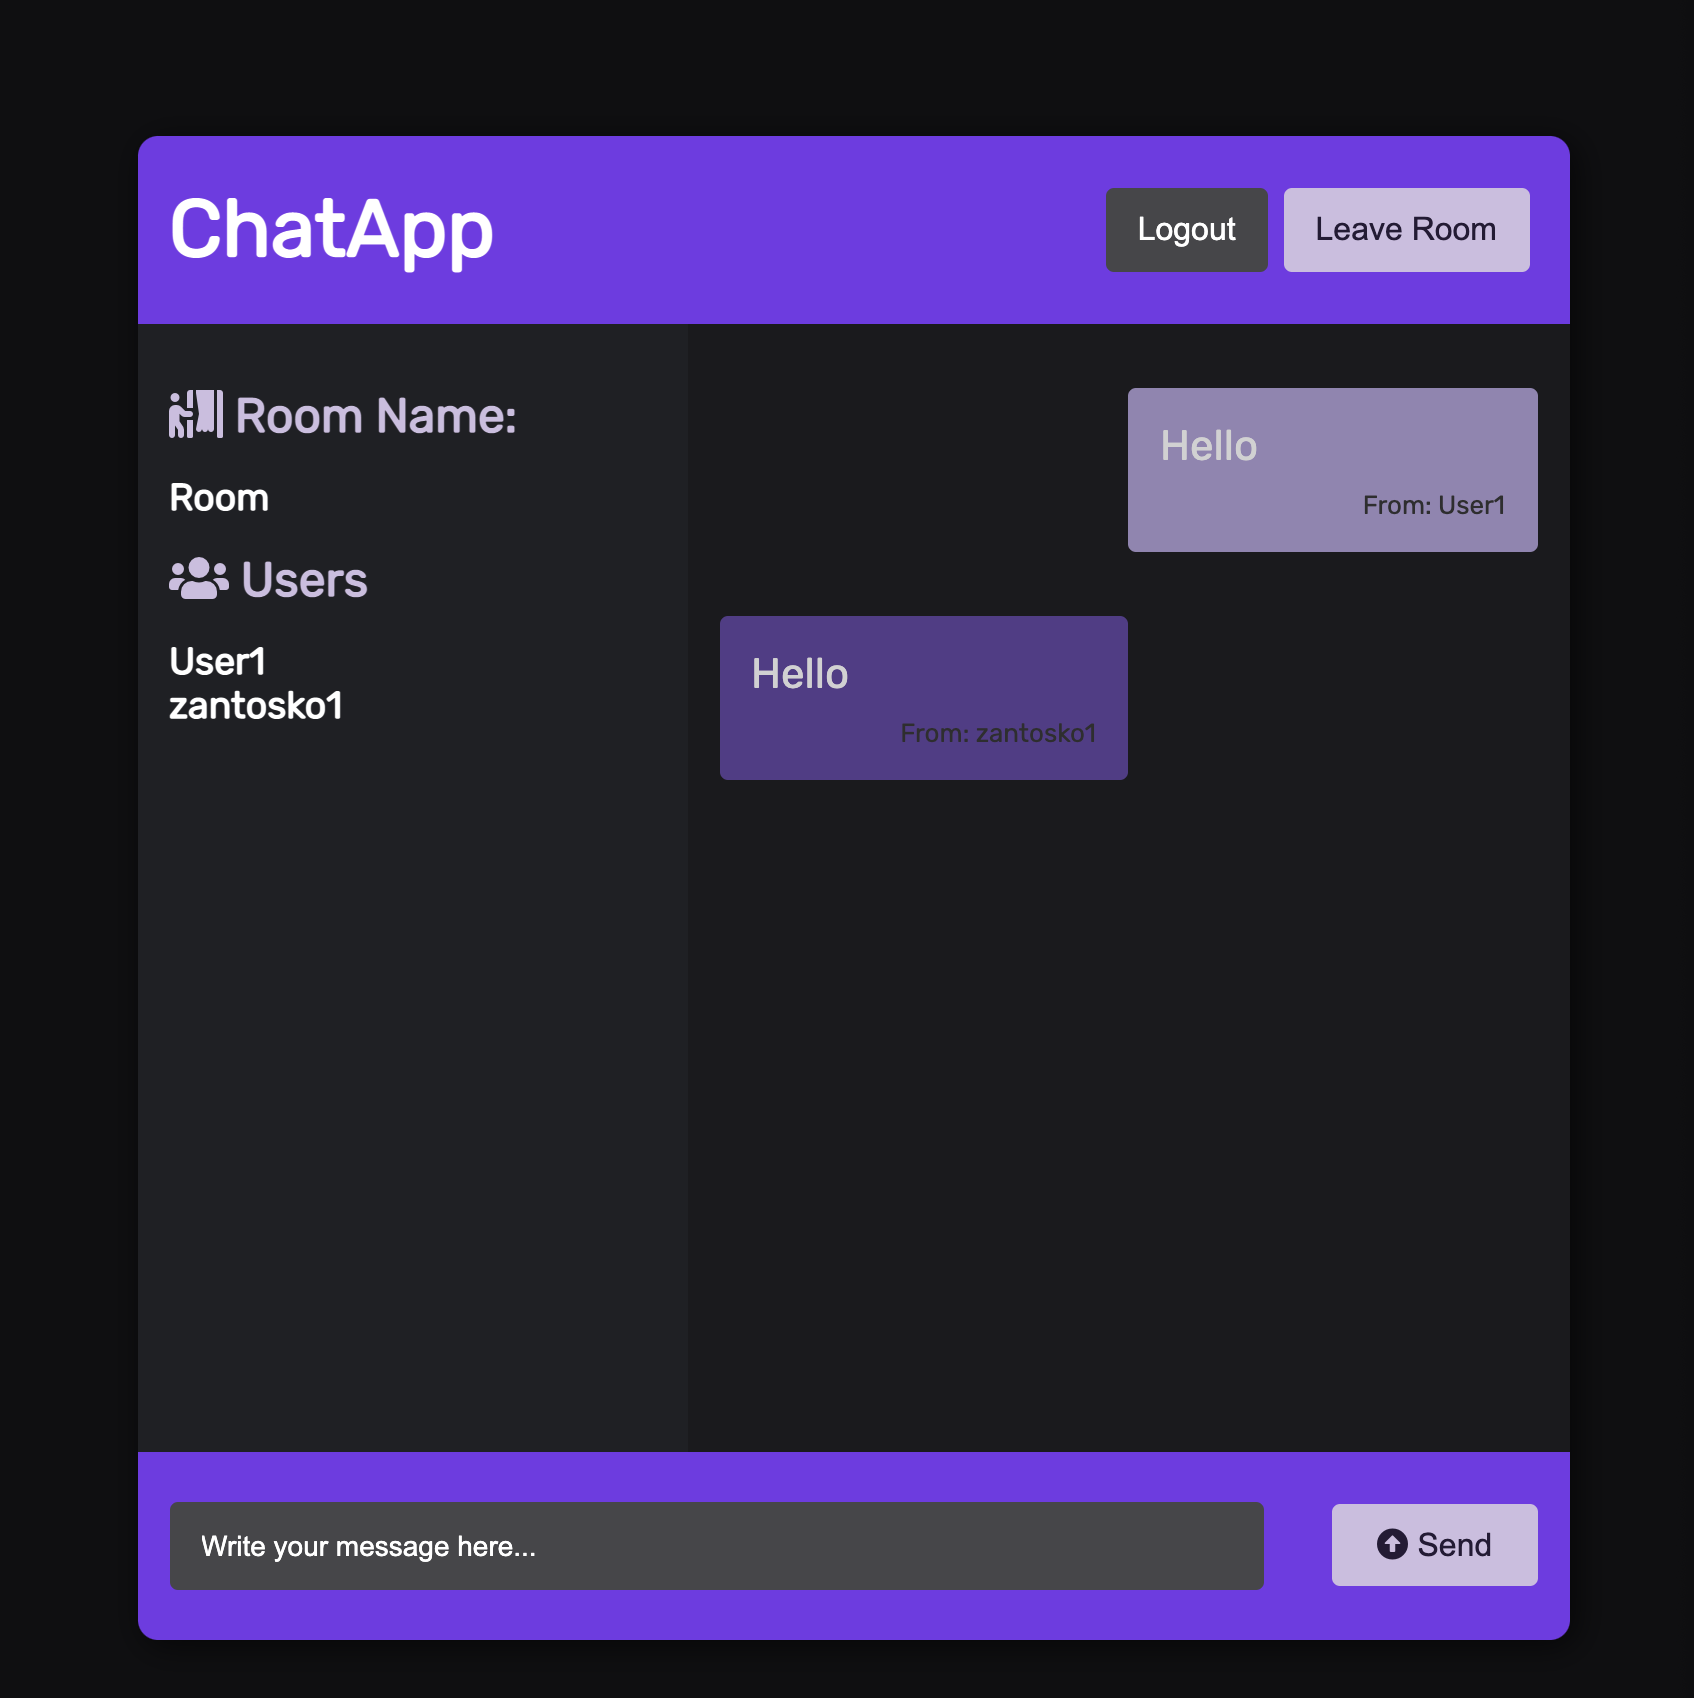 ChatApp
Logout
Leave Room
Room Name:
Room
Users
User1
zantosko1
Hello
From: User1
Hello
From: zantosko1
Write your message here...
Send